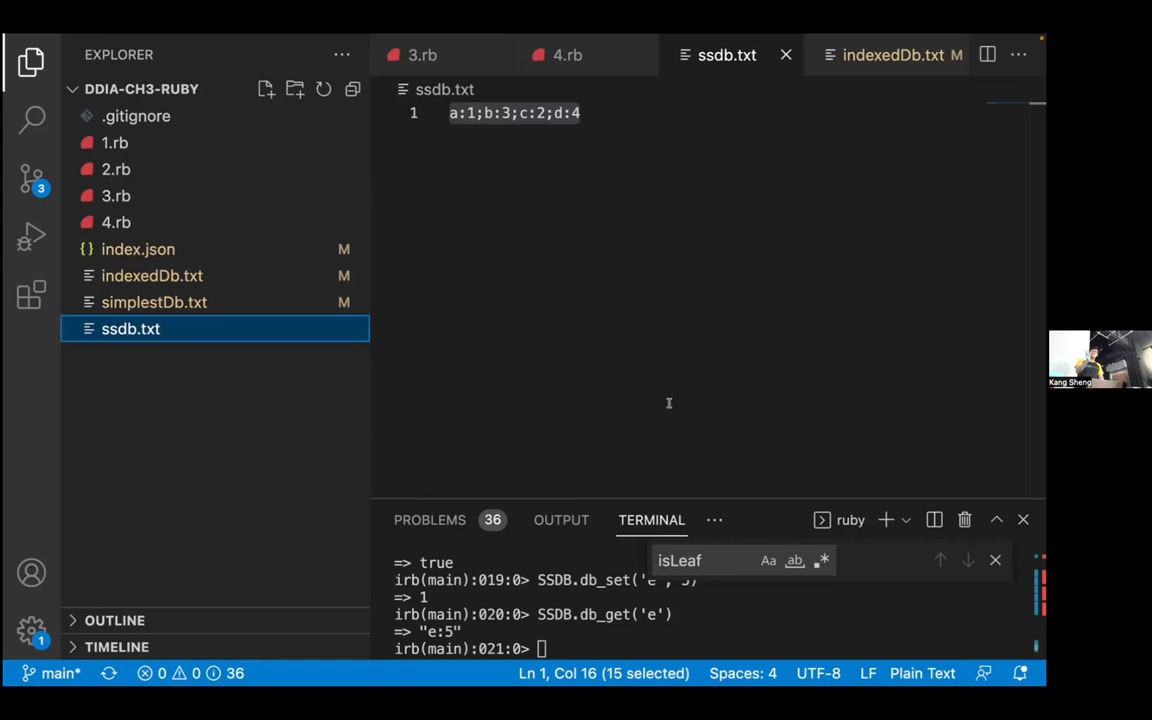 EXPLORER
DDIA-CH3-RUBY
.gitignore
1.rb
2.rb
3.rb
4.rb
index.json M
indexedDb.txt M
simplestDb.txt M
ssdb.txt
OUTLINE
TIMELINE
3
1
3.rb
4.rb
ssdb.txt
indexedDb.txt M
ssdb.txt
1 a:1;b:3;c:2;d:4
PROBLEMS 36 OUTPUT TERMINAL
ruby
isLeaf Aa ab
=> true
irb(main):019:0> SSDB.db_set('e', 5)
=> 1
irb(main):020:0> SSDB.db_get('e')
=> "e:5"
irb(main):021:0>
main* 0 0 36
Ln 1, Col 16 (15 selected) Spaces: 4 UTF-8 LF Plain Text
Kang Sheng